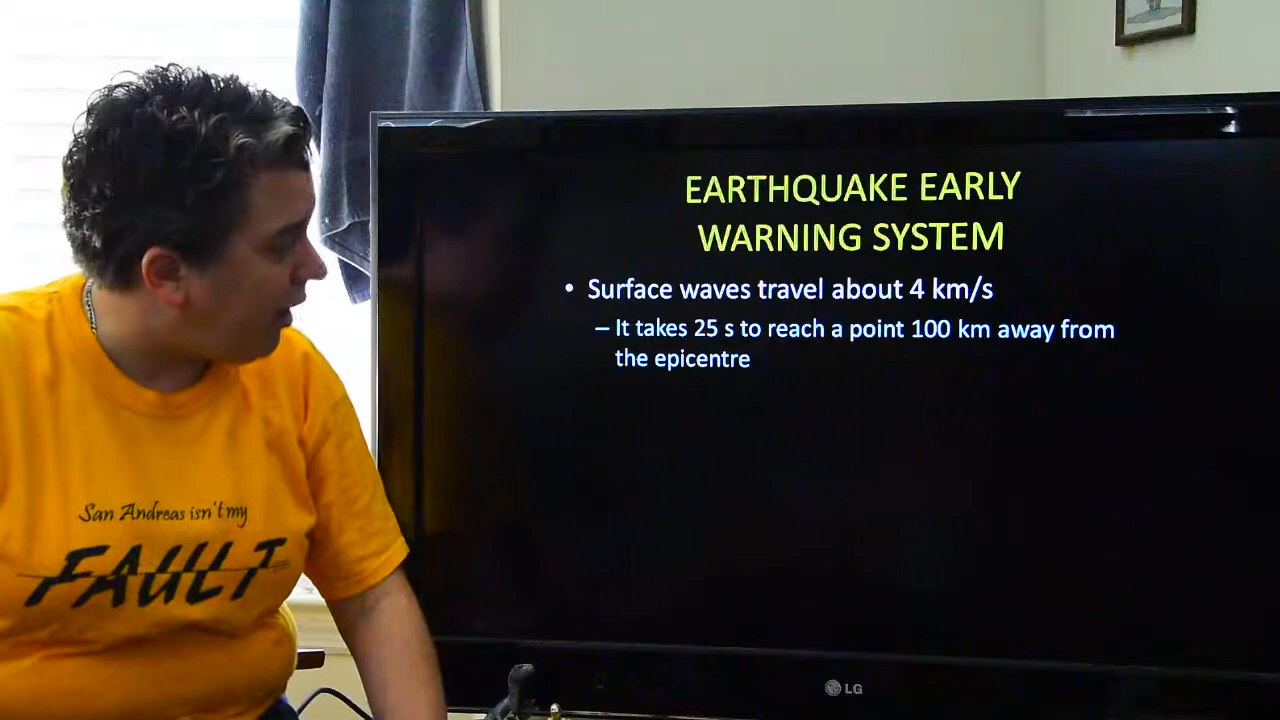 EARTHQUAKE EARLY
WARNING SYSTEM
• Surface waves travel about 4 km/s
– It takes 25 s to reach a point 100 km away from
the epicentre
San Andreas isn't my
FAULT
LG